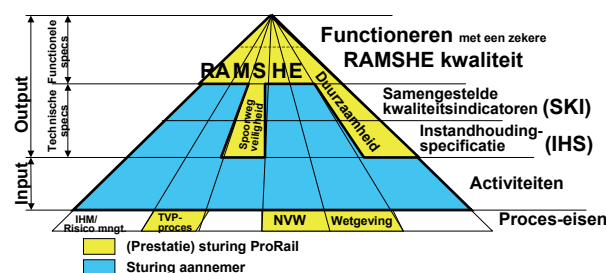 Output
Input
Functionele
specs
Technische
specs
RAMSHE
Spoorweg
veiligheid
Duurzaamheid
Functioneren met een zekere
RAMSHE kwaliteit
Samengestelde
kwaliteitsindicatoren (SKI)
Instandhouding-
specificatie (IHS)
Activiteiten
Proces-eisen
IHM/
Risico mngt.
TVP-
proces
NVW
Wetgeving
(Prestatie) sturing ProRail
Sturing aannemer